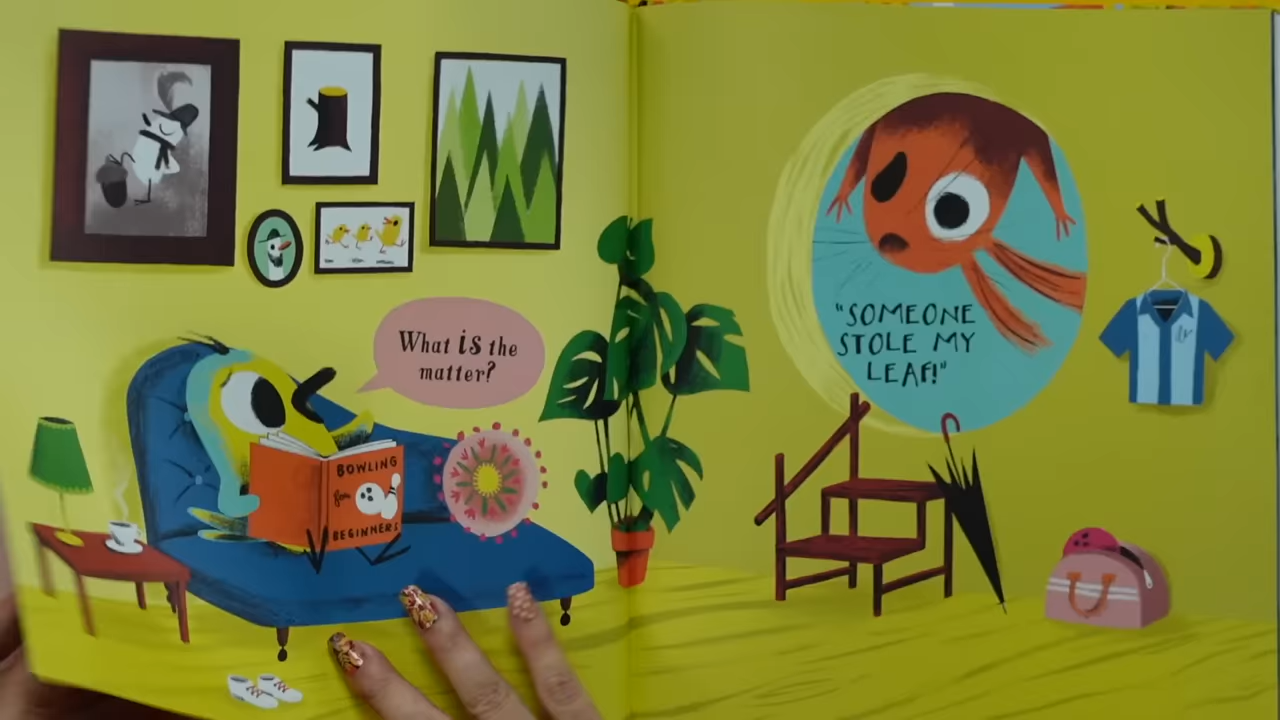 What is the
matter?
BOWLING
for
BEGINNERS
"SOMEONE
STOLE MY
LEAF!"